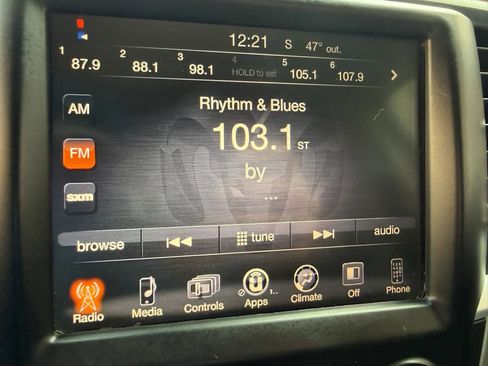 12:21 S 47° out.
1 87.9 2 88.1 3 98.1 4 HOLD to set 5 105.1 6 107.9
AM
Rhythm & Blues
FM
103.1 ST
by
sxm
...
browse tune audio
Radio Media Controls Apps 1.. Climate Off Phone